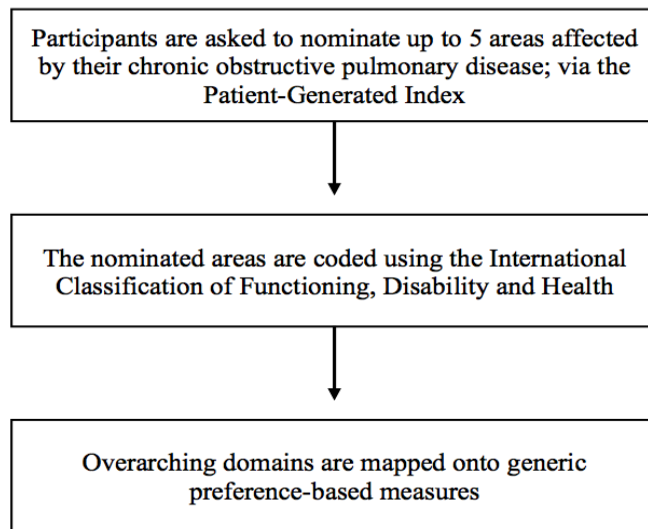 Participants are asked to nominate up to 5 areas affected
by their chronic obstructive pulmonary disease; via the
Patient-Generated Index
The nominated areas are coded using the International
Classification of Functioning, Disability and Health
Overarching domains are mapped onto generic
preference-based measures